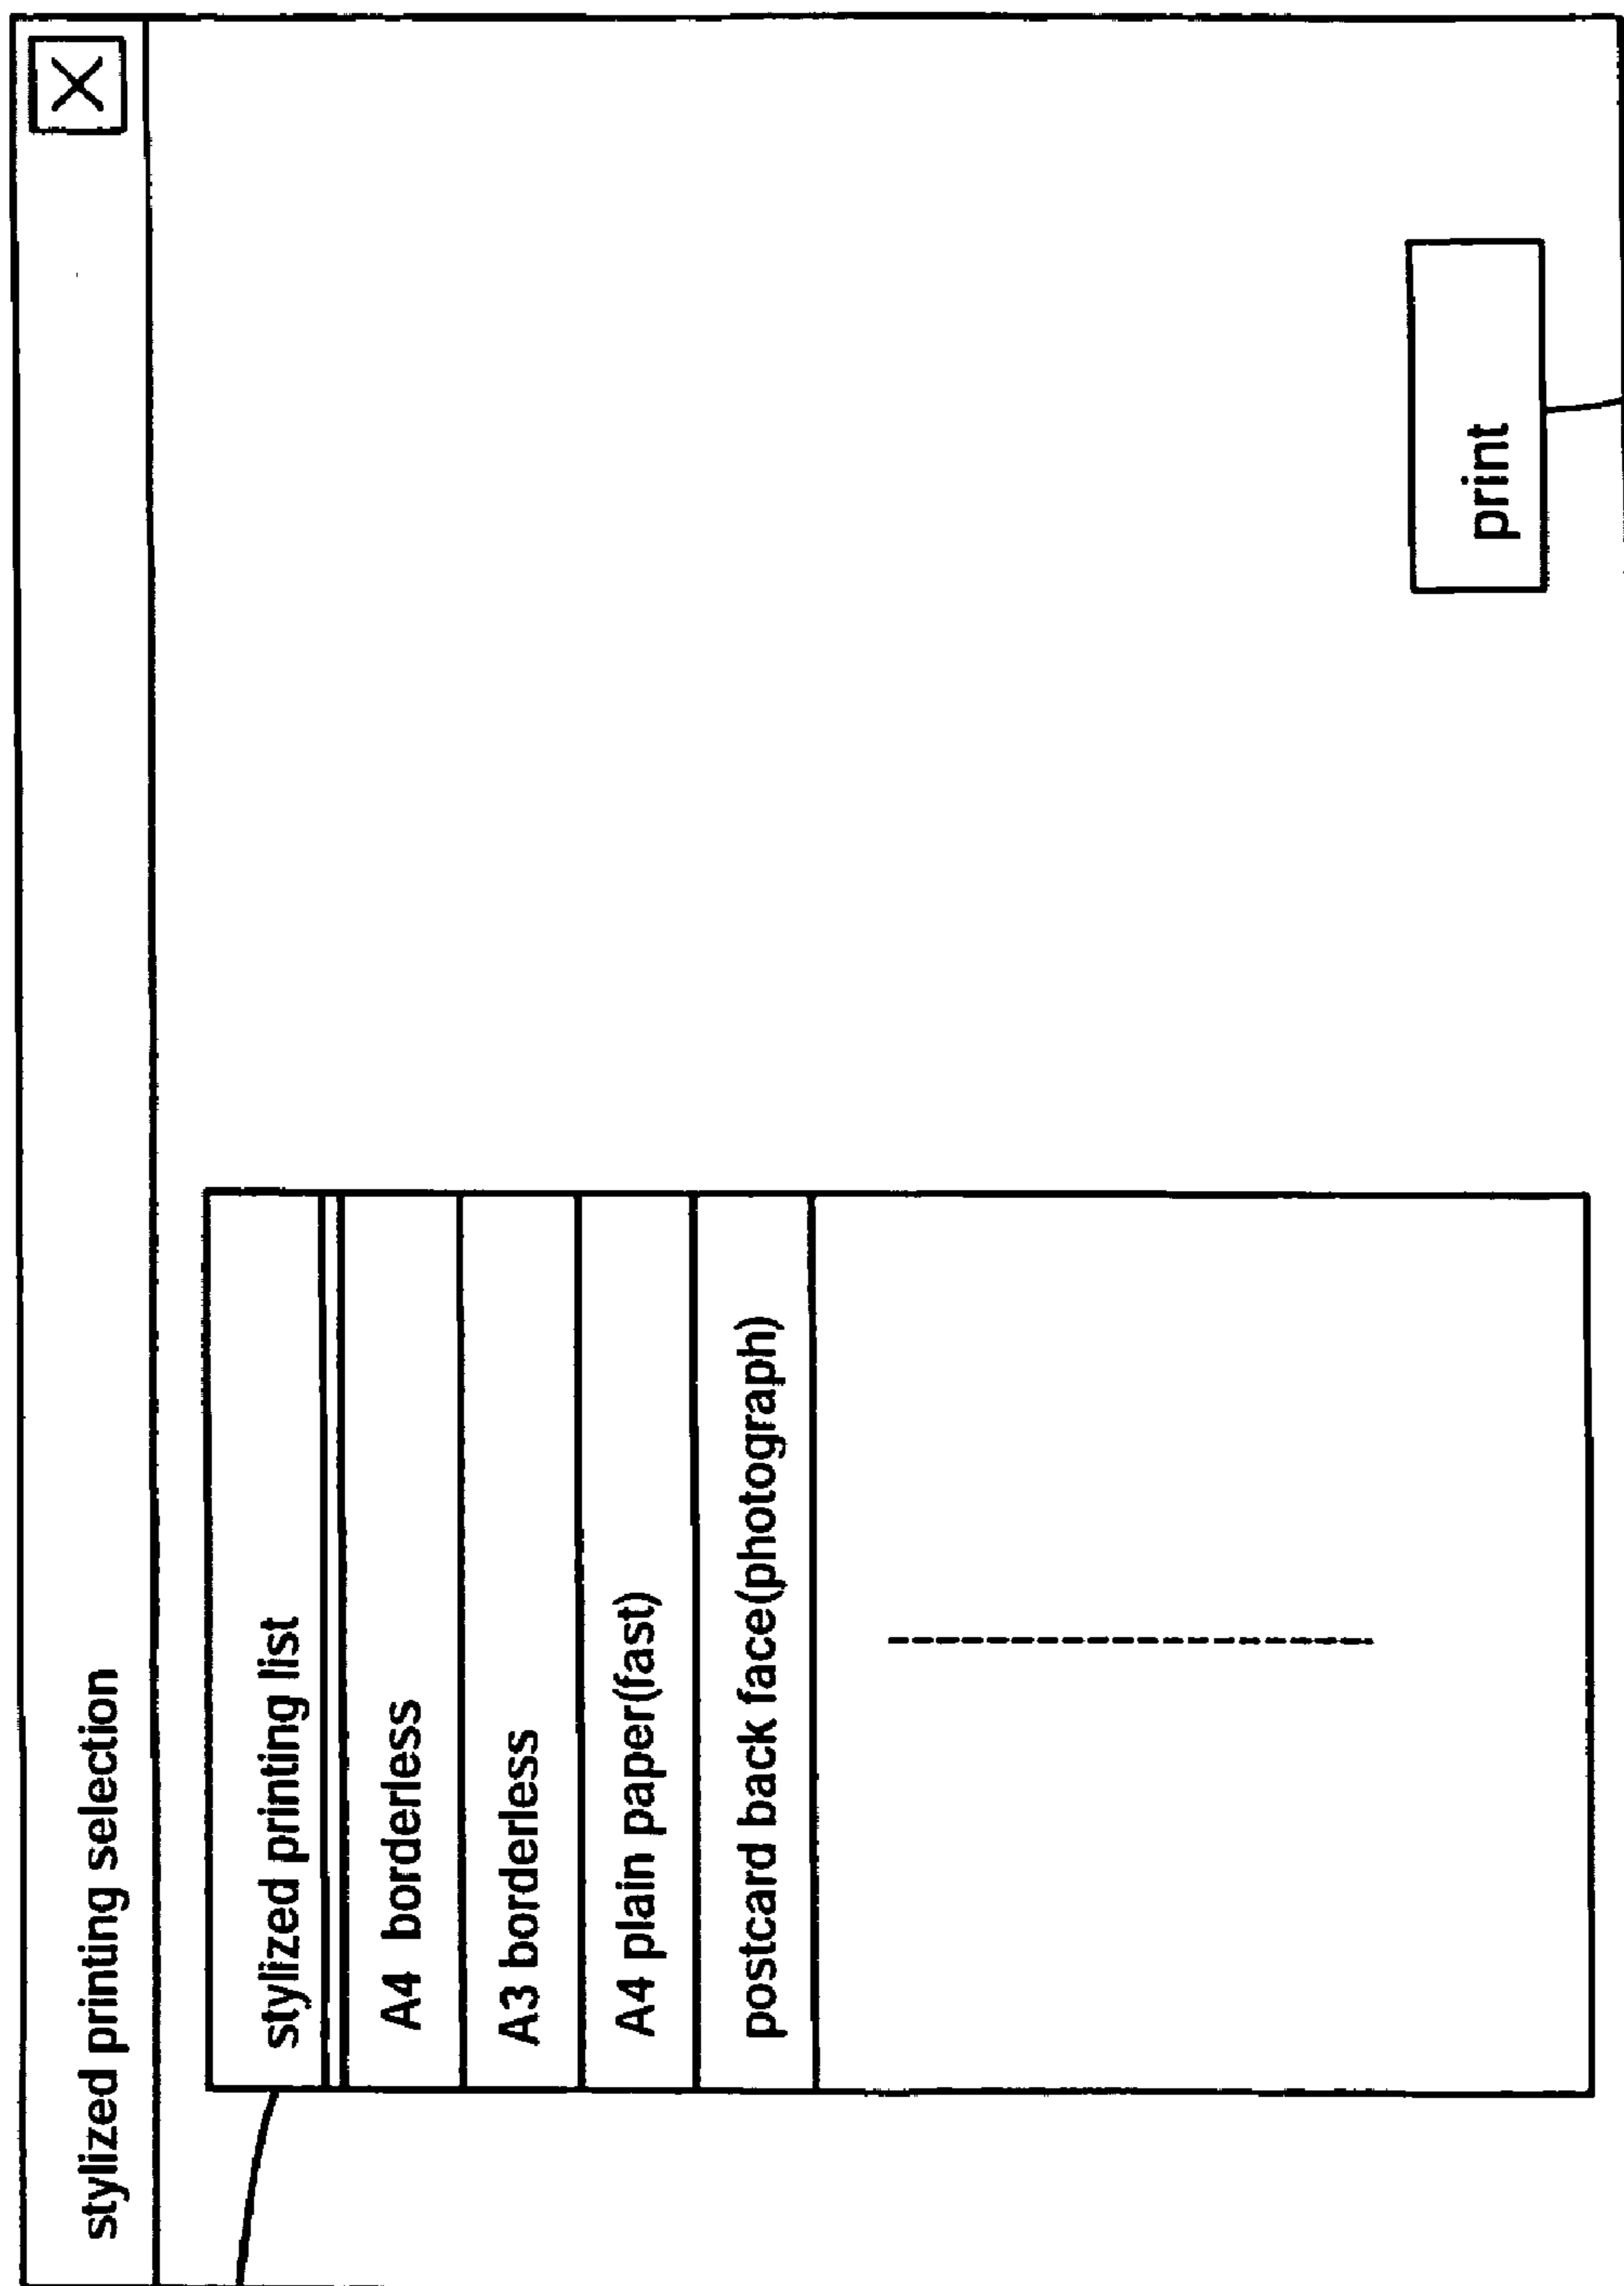 stylized printing selection
X
stylized printing list
A4 borderless
A3 borderless
A4 plain paper(fast)
postcard back face(photograph)
print